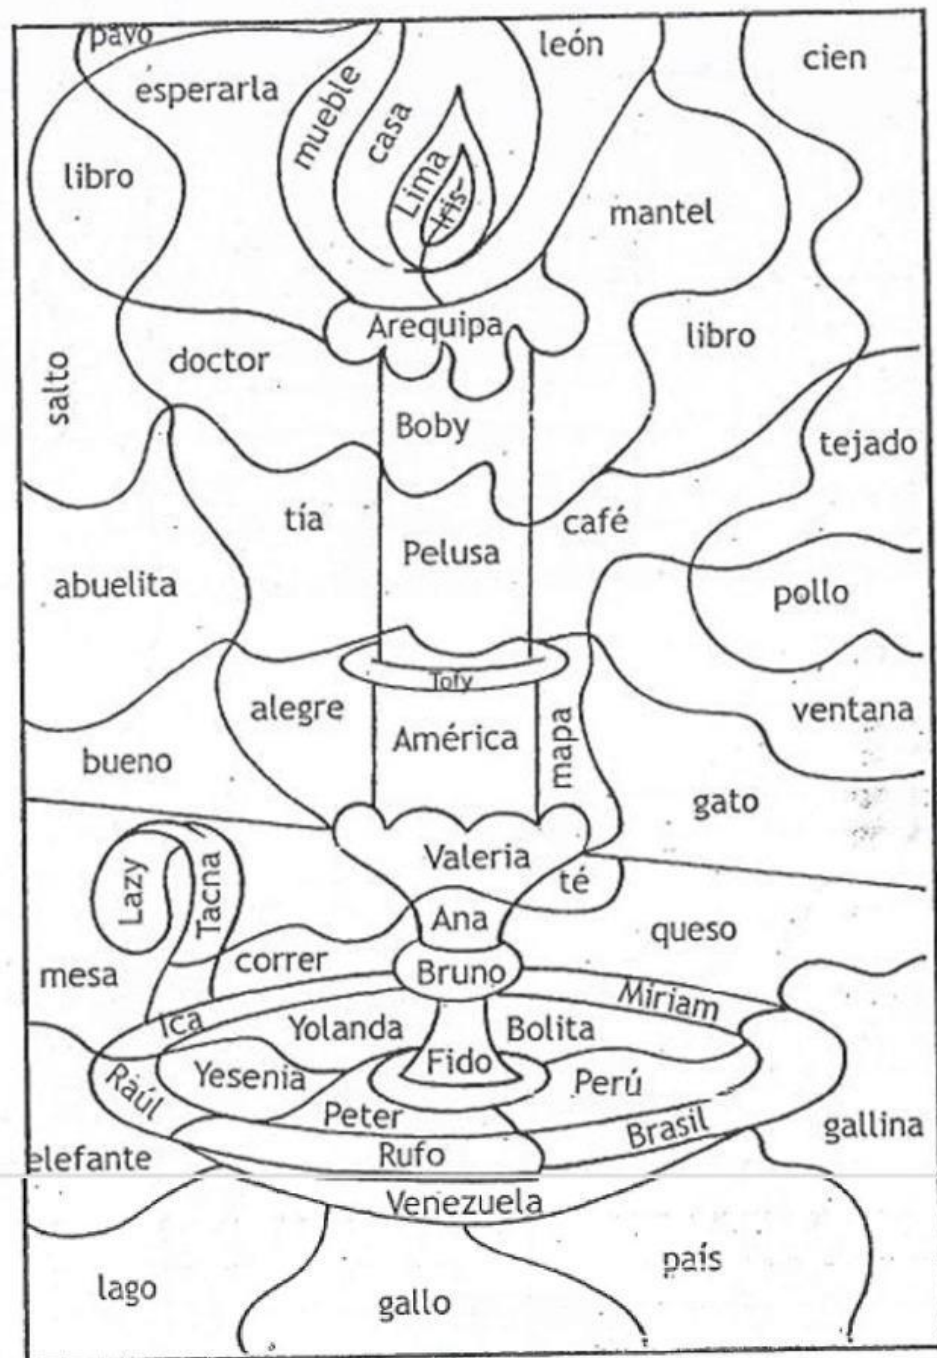 pavo
león
cien
esperarla
mueble
casa
libro
Lima
Iris
mantel
Arequipa
libro
salto
doctor
Boby
tejado
tía
café
Pelusa
abuelita
pollo
Tofy
alegre
mapa
ventana
América
bueno
gato
Valeria
té
Lazy
Tacna
Ana
queso
correr
mesa
Bruno
Miriam
Ica
Yolanda
Bolita
Fido
Yesenia
Perú
Raúl
Peter
Brasil
gallina
elefante
Rufo
Venezuela
país
lago
gallo